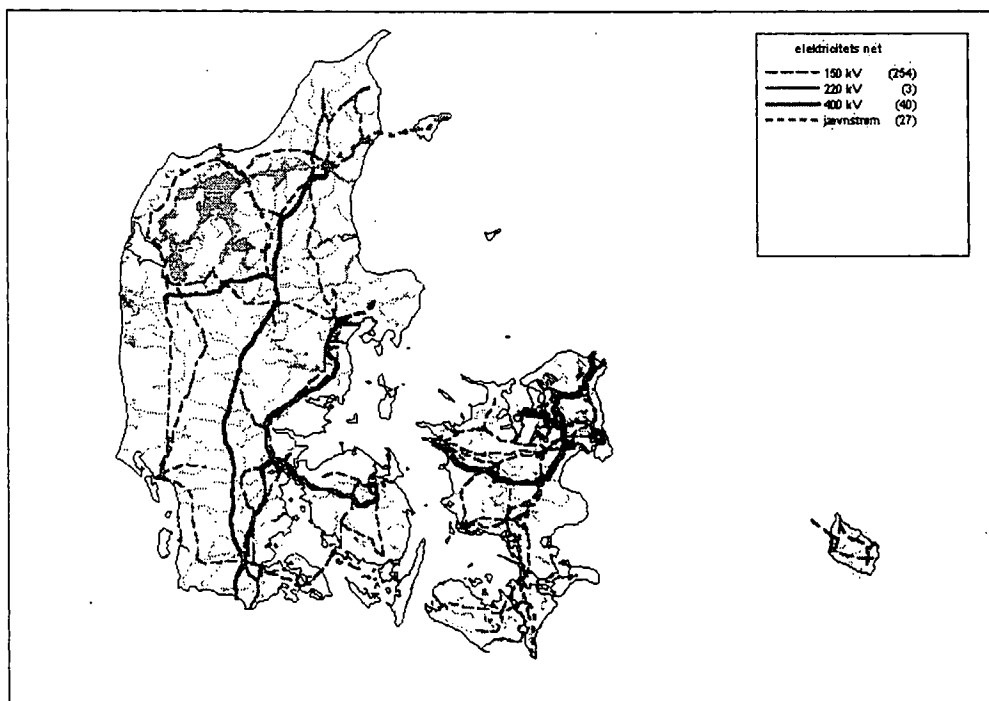 elektricitets net
150 kV (254)
220 kV (3)
400 kV (40)
jævnstrøm (27)